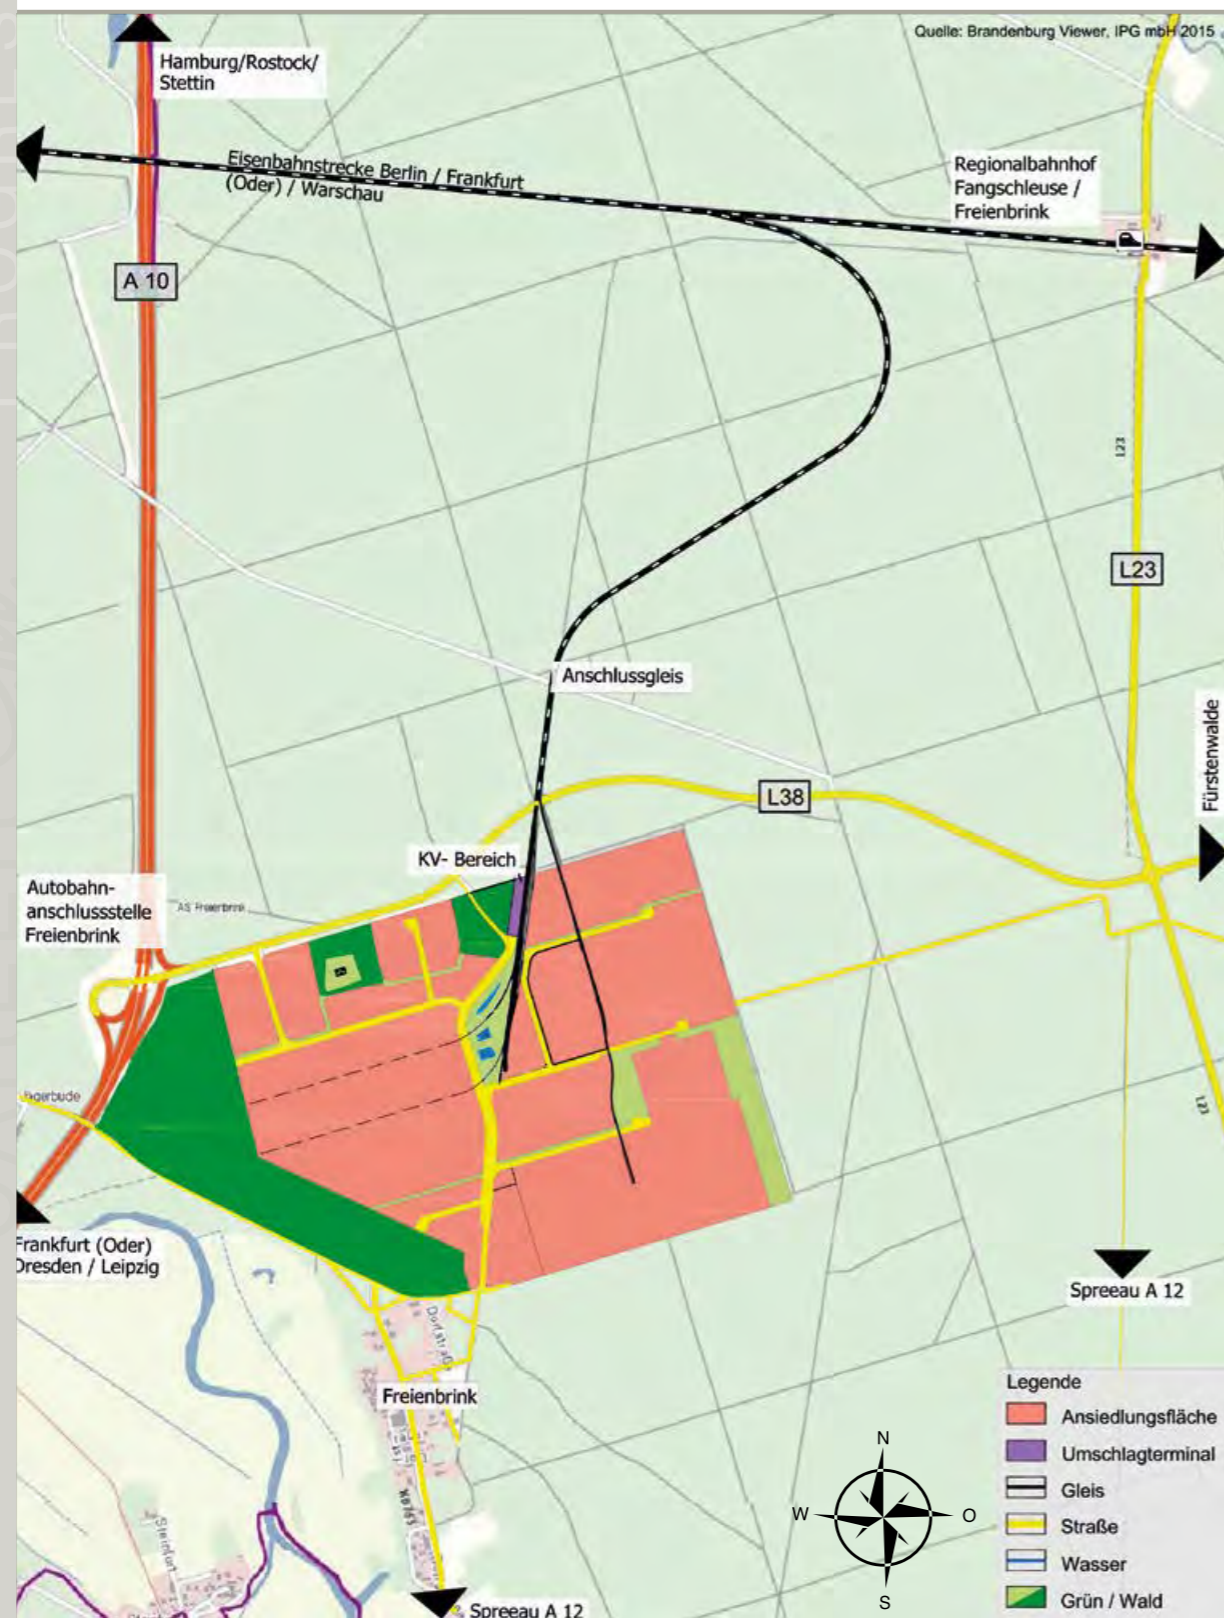 Quelle: Brandenburg Viewer, IPG mbH 2015
Hamburg/Rostock/
Stettin
Eisenbahnstrecke Berlin / Frankfurt
(Oder) / Warschau
Regionalbahnhof
Fangschleuse /
Freienbrink
A 10
L23
L23
Anschlussgleis
Fürstenwalde
L38
KV- Bereich
Autobahn-
anschlussstelle
Freienbrink
AS Freienbrink
L23
Frankfurt (Oder)
Dresden / Leipzig
Spreeau A 12
Dorfstraße
Freienbrink
Steinfurt
Spreeau A 12
N
W
O
S
Legende
Ansiedlungsfläche
Umschlagterminal
Gleis
Straße
Wasser
Grün / Wald